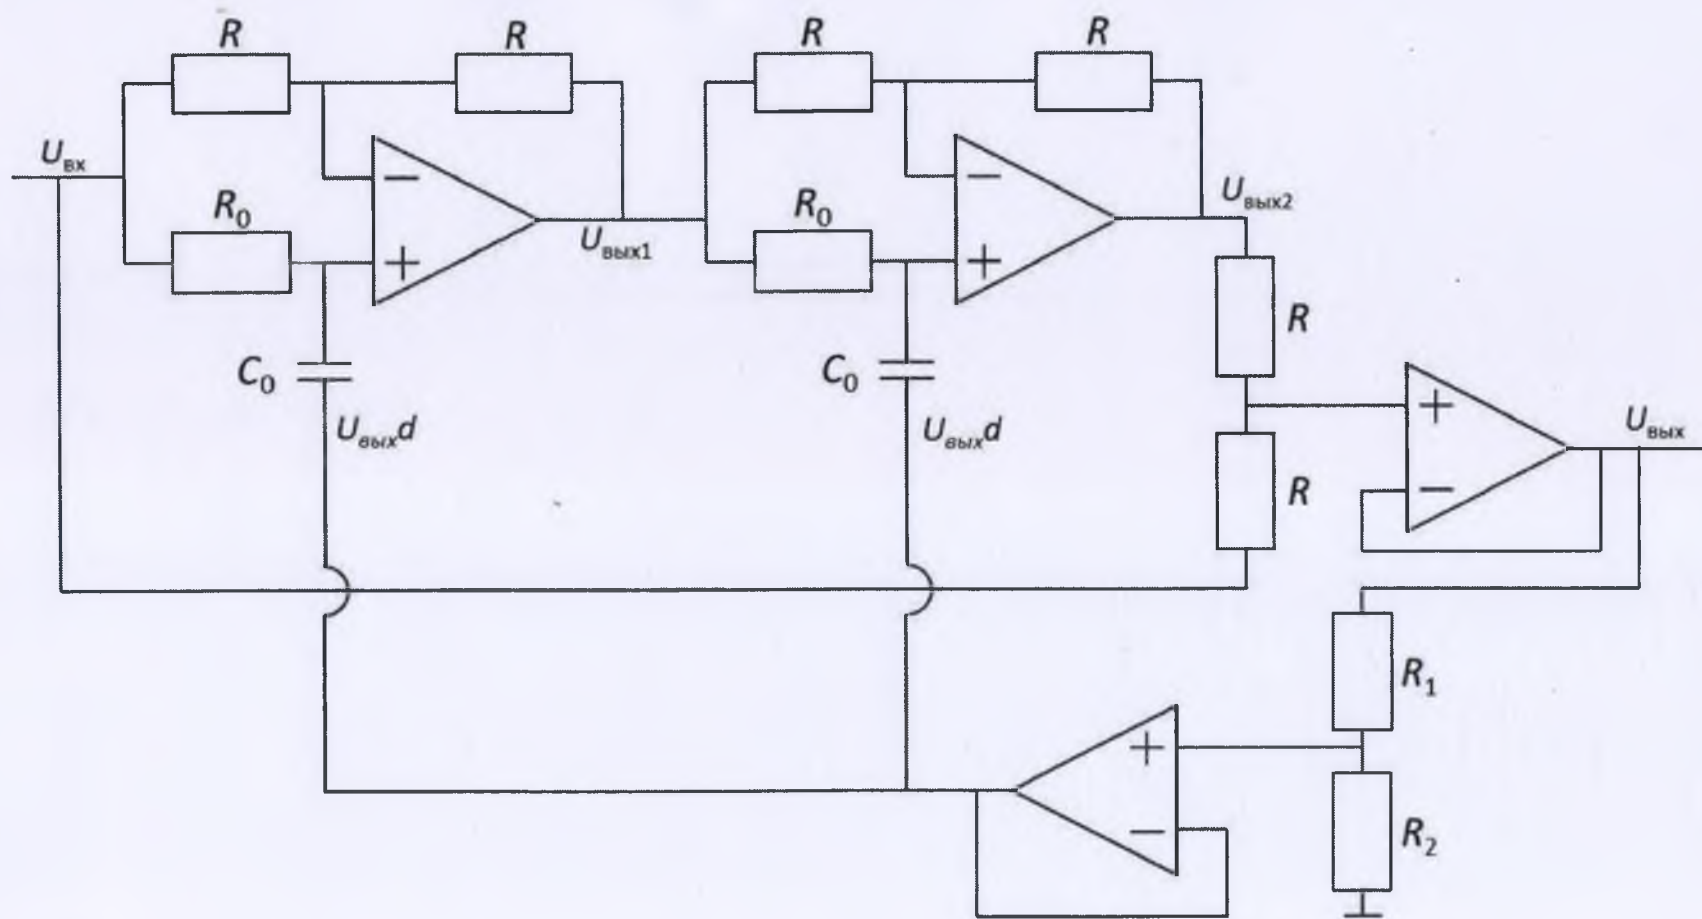 R R R R
Uвх
R0 R0
− − Uвых2
+ Uвых1 +
R
C0 C0
Uвыхd Uвыхd + Uвых
R −
R1
+
−
R2